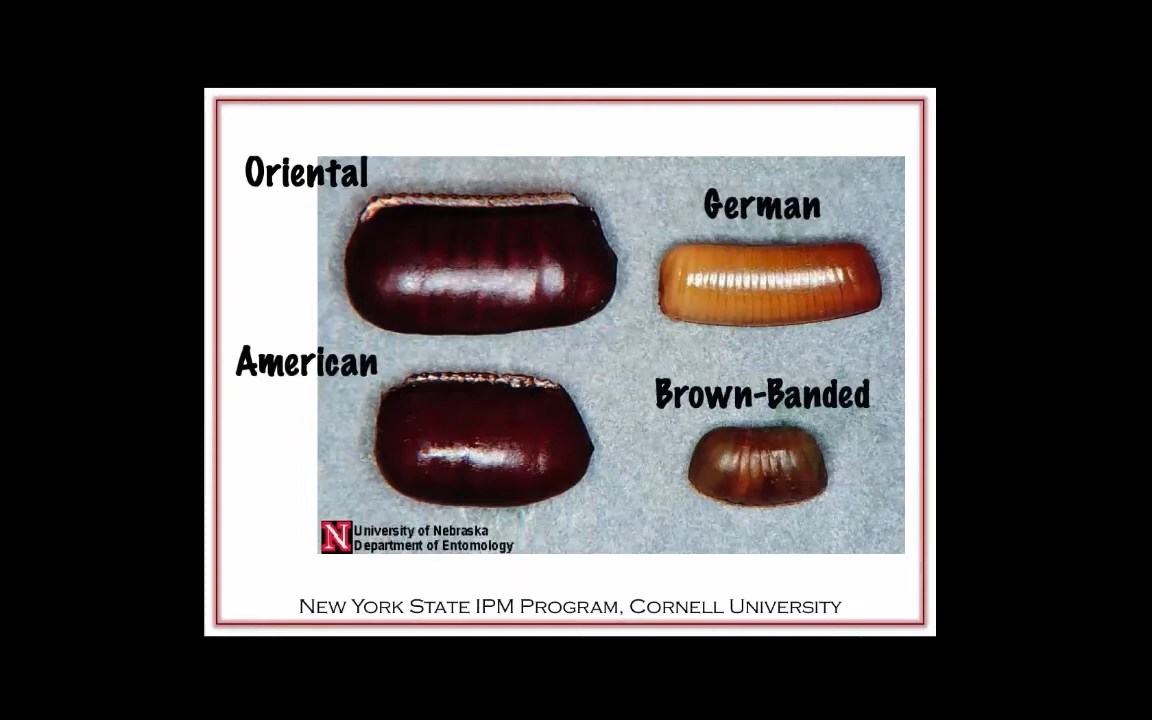 Oriental
German
American
Brown-Banded
N University of Nebraska
Department of Entomology
New York State IPM Program, Cornell University